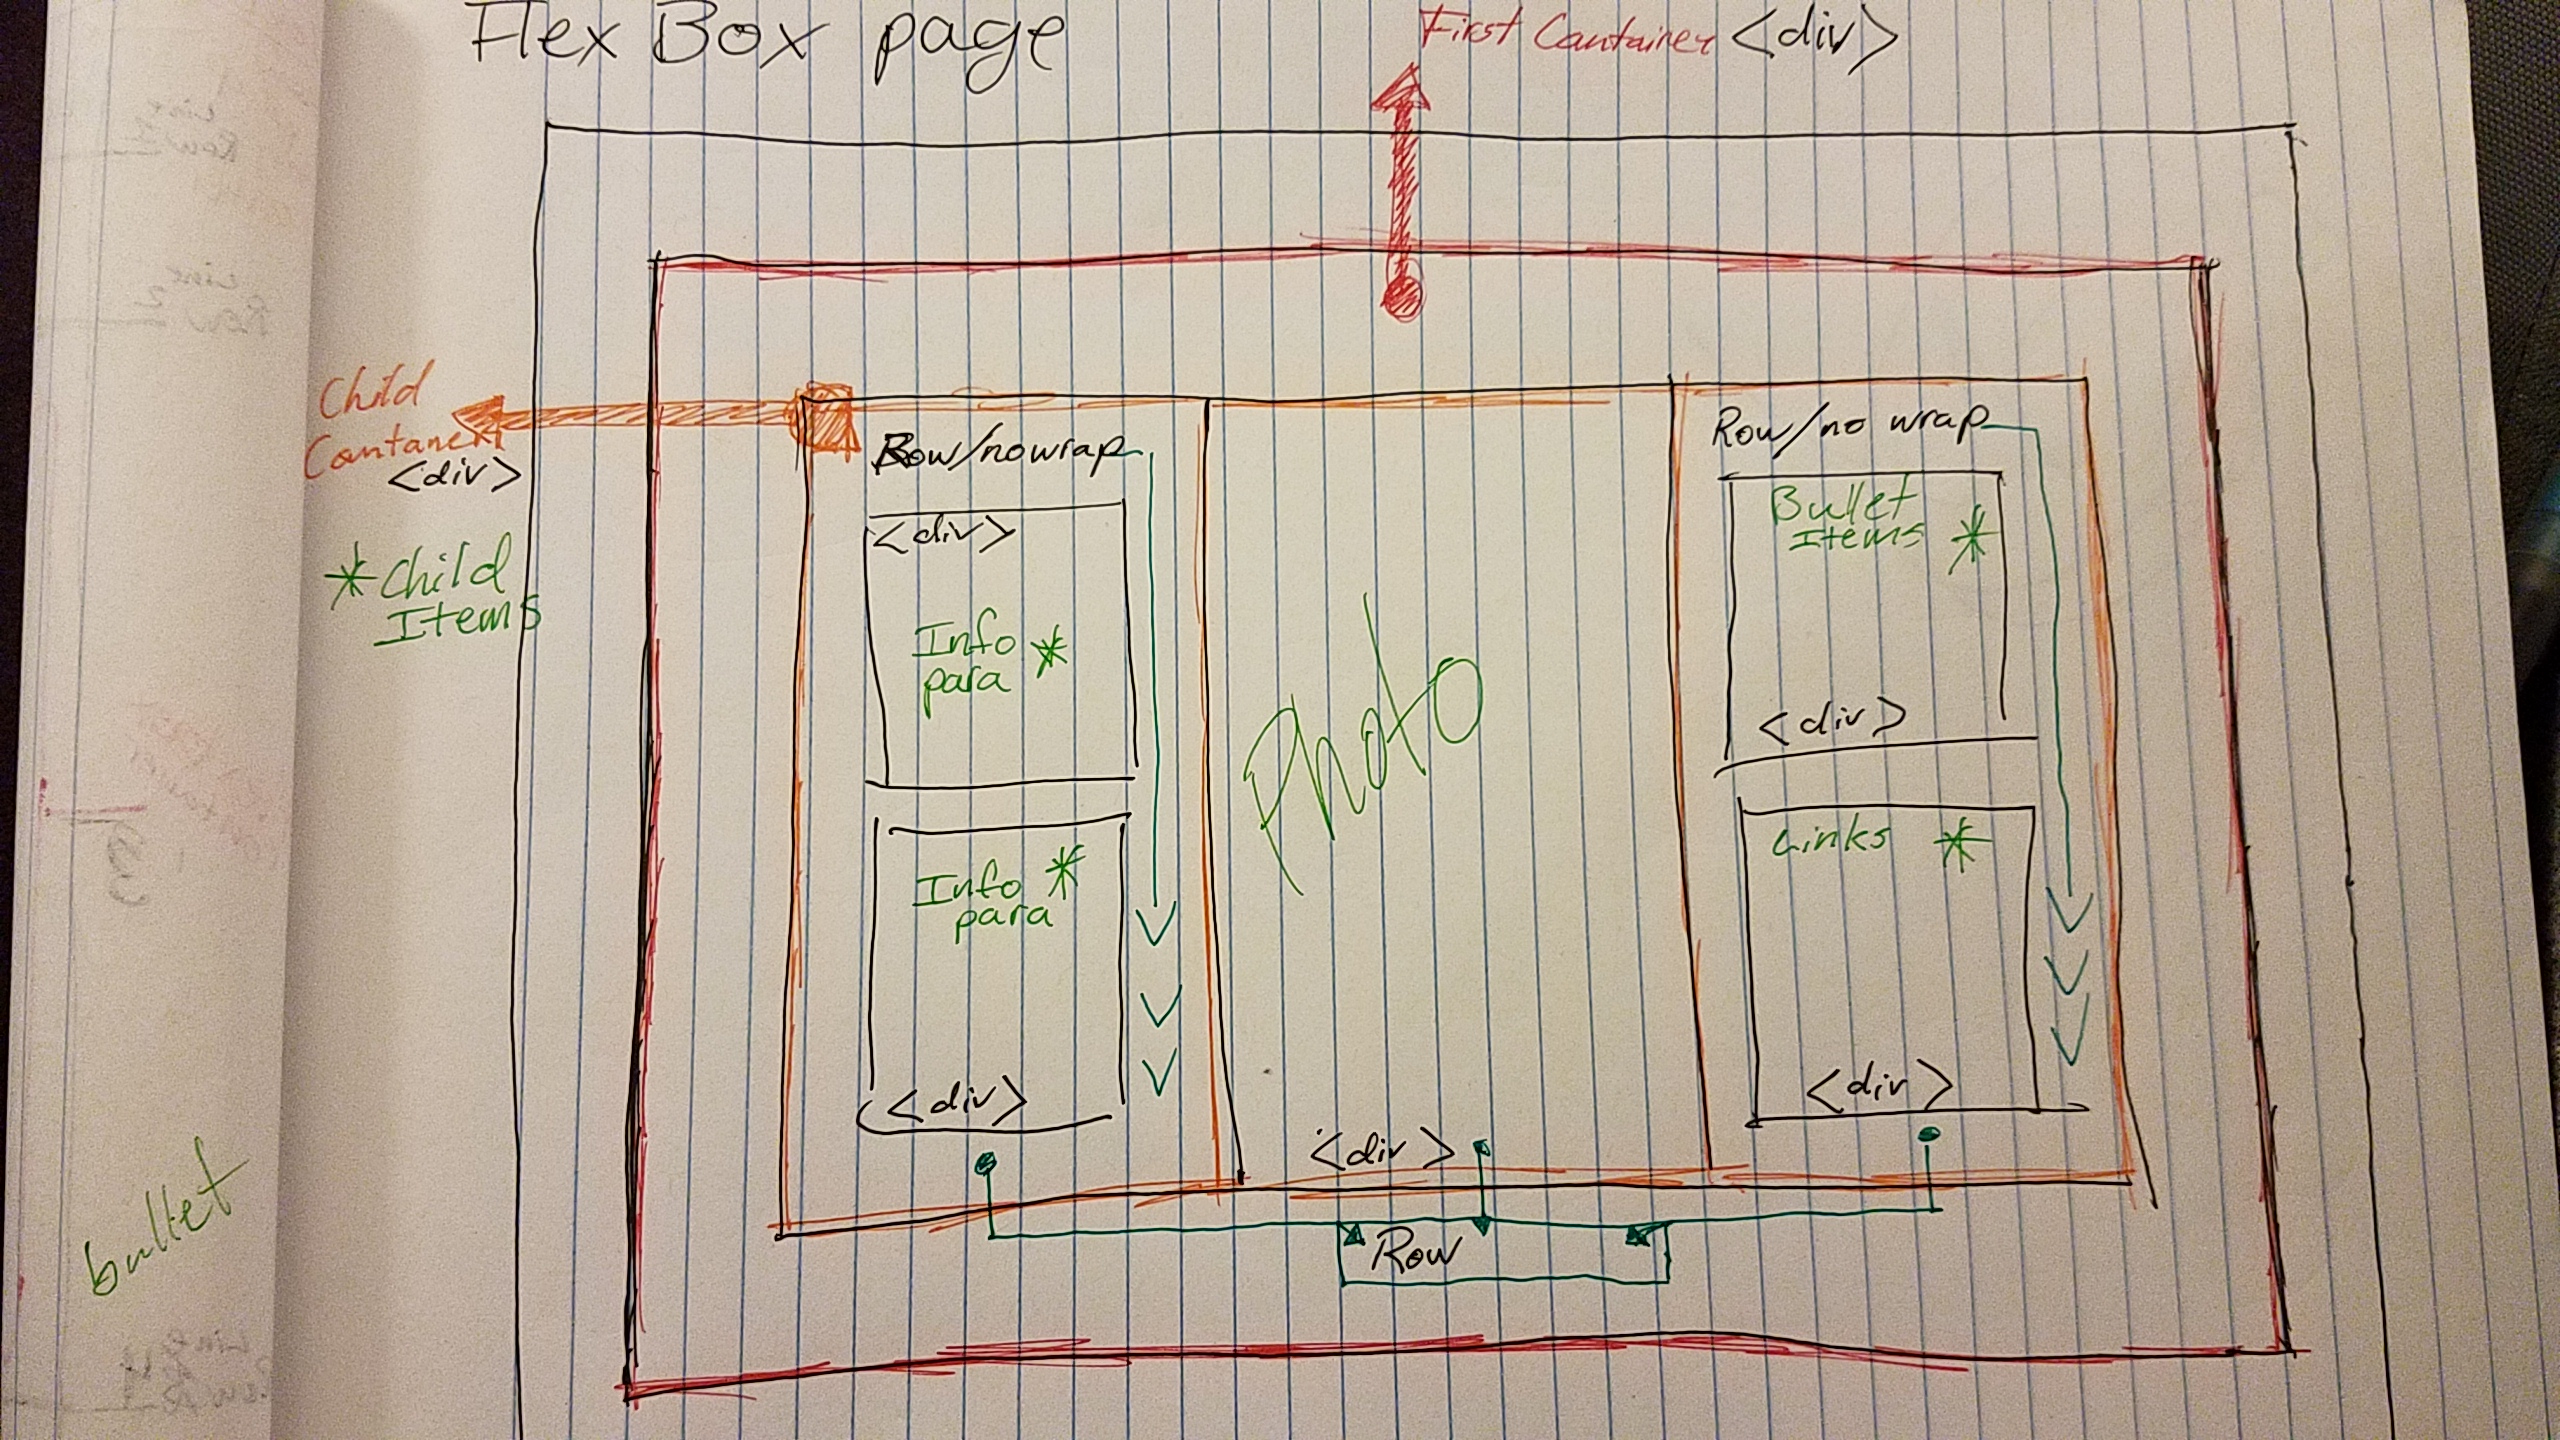 Flex Box page
First Container <div>
Child
Container
<div>
*Child
Items
Row/nowrap
<div>
Info *
para
Info *
para
<div>
Photo
<div>
Row/no wrap
Bullet
Items *
<div>
Links *
<div>
Row
bullet